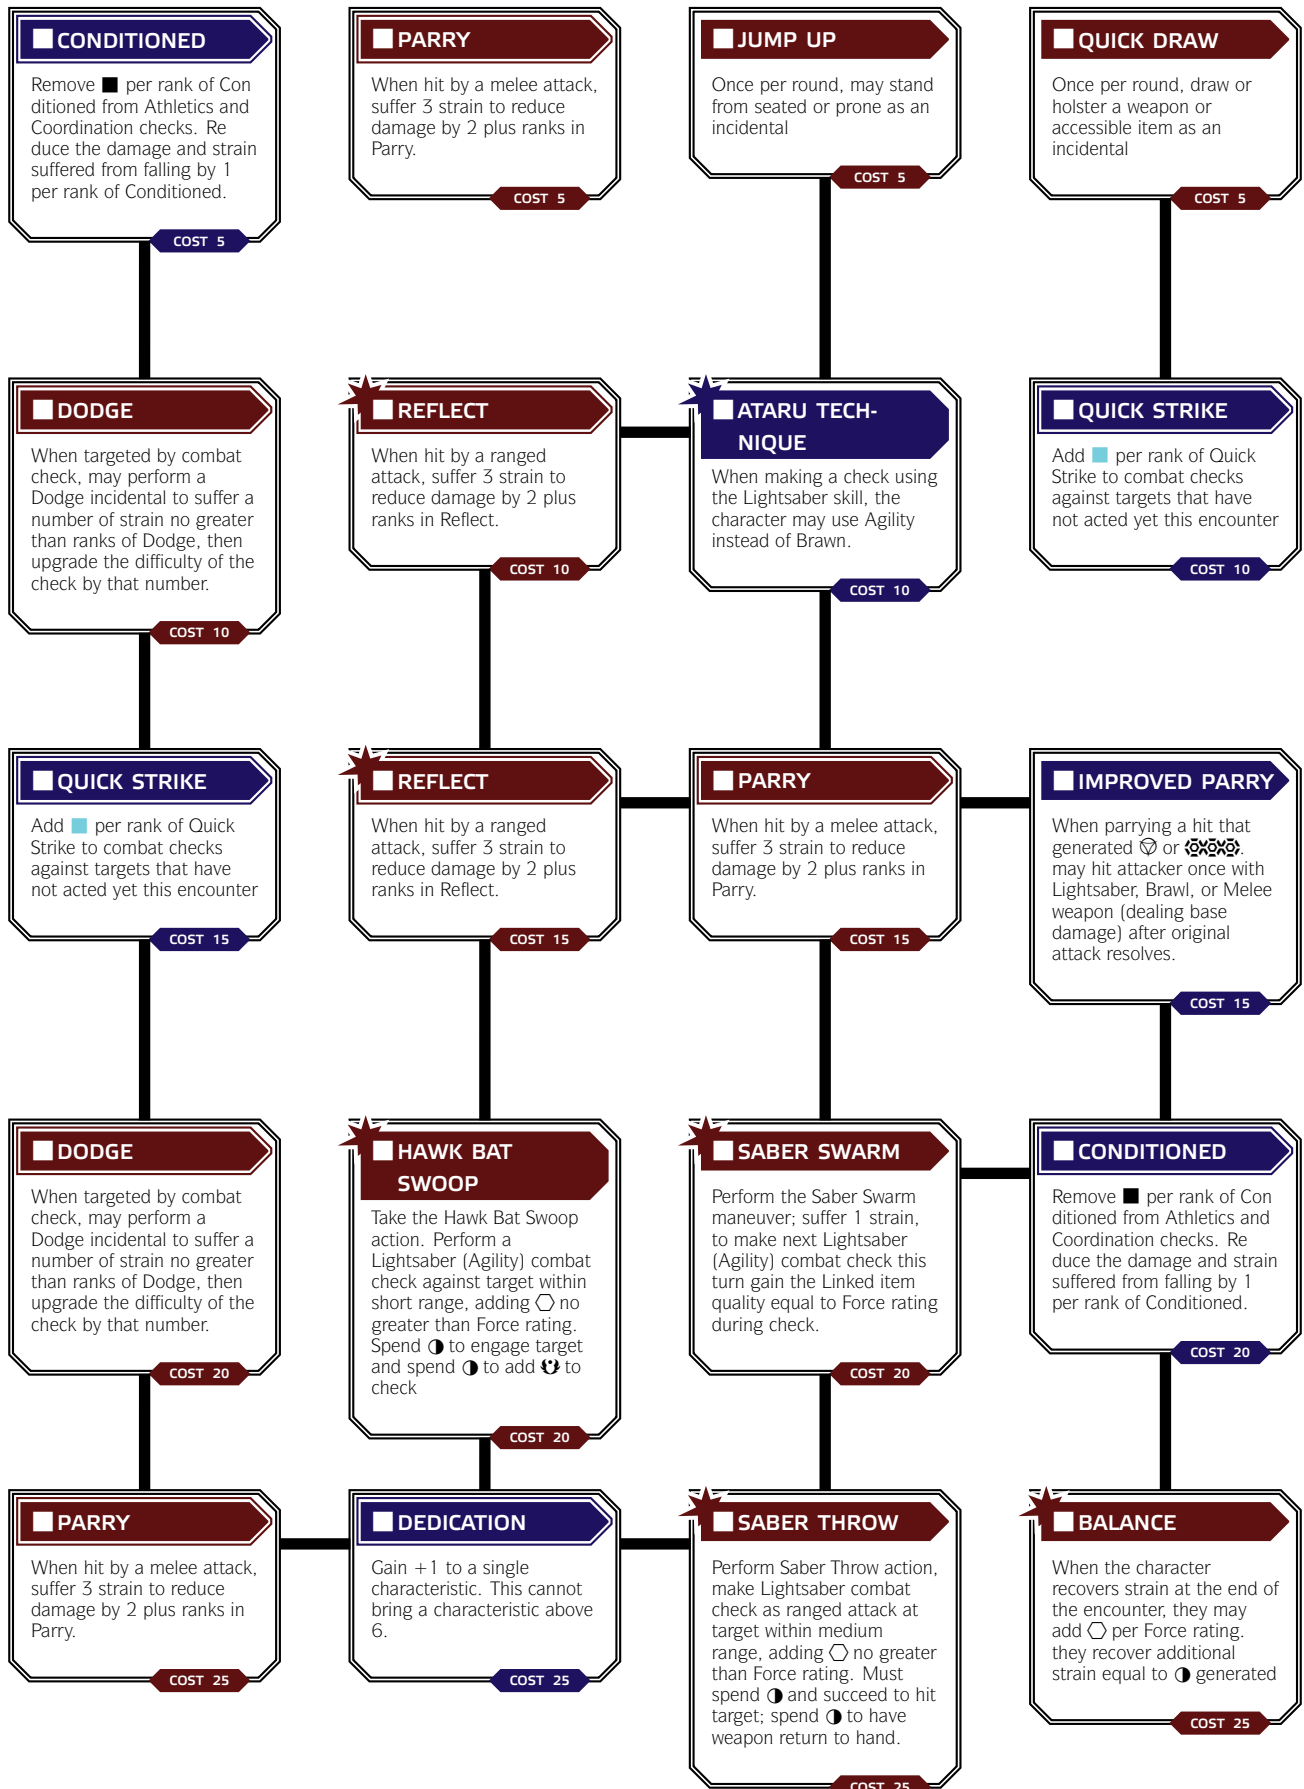 CONDITIONED
Remove per rank of Con
ditioned from Athletics and
Coordination checks. Re
duce the damage and strain
suffered from falling by 1
per rank of Conditioned.
COST 5
PARRY
When hit by a melee attack,
suffer 3 strain to reduce
damage by 2 plus ranks in
Parry.
COST 5
JUMP UP
Once per round, may stand
from seated or prone as an
incidental
COST 5
QUICK DRAW
Once per round, draw or
holster a weapon or
accessible item as an
incidental
COST 5
DODGE
When targeted by combat
check, may perform a
Dodge incidental to suffer a
number of strain no greater
than ranks of Dodge, then
upgrade the difficulty of the
check by that number.
COST 10
REFLECT
When hit by a ranged
attack, suffer 3 strain to
reduce damage by 2 plus
ranks in Reflect.
COST 10
ATARU TECH-
NIQUE
When making a check using
the Lightsaber skill, the
character may use Agility
instead of Brawn.
COST 10
QUICK STRIKE
Add per rank of Quick
Strike to combat checks
against targets that have
not acted yet this encounter
COST 10
QUICK STRIKE
Add per rank of Quick
Strike to combat checks
against targets that have
not acted yet this encounter
COST 15
REFLECT
When hit by a ranged
attack, suffer 3 strain to
reduce damage by 2 plus
ranks in Reflect.
COST 15
PARRY
When hit by a melee attack,
suffer 3 strain to reduce
damage by 2 plus ranks in
Parry.
COST 15
IMPROVED PARRY
When parrying a hit that
generated or .
may hit attacker once with
Lightsaber, Brawl, or Melee
weapon (dealing base
damage) after original
attack resolves.
COST 15
DODGE
When targeted by combat
check, may perform a
Dodge incidental to suffer a
number of strain no greater
than ranks of Dodge, then
upgrade the difficulty of the
check by that number.
COST 20
HAWK BAT
SWOOP
Take the Hawk Bat Swoop
action. Perform a
Lightsaber (Agility) combat
check against target within
short range, adding no
greater than Force rating.
Spend to engage target
and spend to add to
check
COST 20
SABER SWARM
Perform the Saber Swarm
maneuver; suffer 1 strain,
to make next Lightsaber
(Agility) combat check this
turn gain the Linked item
quality equal to Force rating
during check.
COST 20
CONDITIONED
Remove per rank of Con
ditioned from Athletics and
Coordination checks. Re
duce the damage and strain
suffered from falling by 1
per rank of Conditioned.
COST 20
PARRY
When hit by a melee attack,
suffer 3 strain to reduce
damage by 2 plus ranks in
Parry.
COST 25
DEDICATION
Gain +1 to a single
characteristic. This cannot
bring a characteristic above
6.
COST 25
SABER THROW
Perform Saber Throw action,
make Lightsaber combat
check as ranged attack at
target within medium
range, adding no greater
than Force rating. Must
spend and succeed to hit
target; spend to have
weapon return to hand.
COST 25
BALANCE
When the character
recovers strain at the end of
the encounter, they may
add per Force rating.
they recover additional
strain equal to generated
COST 25